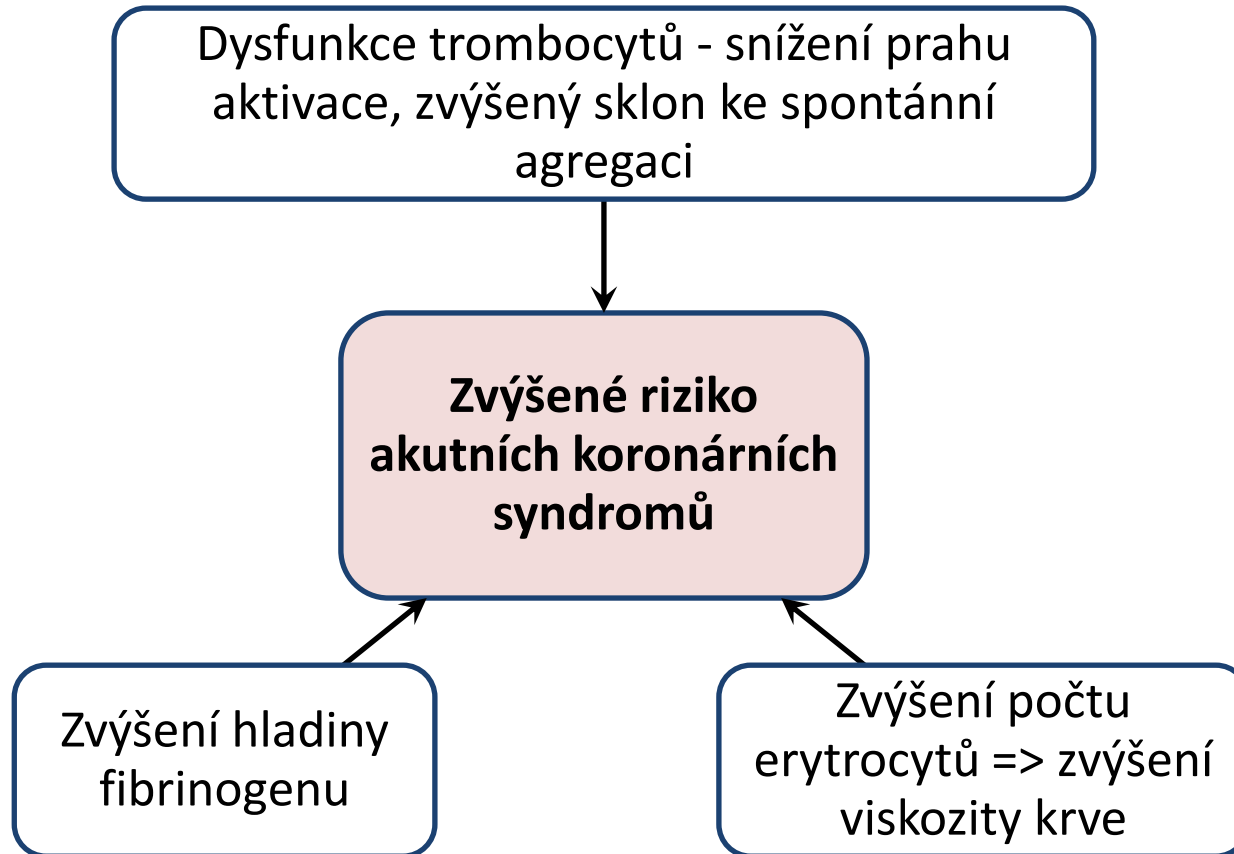 Dysfunkce trombocytů - snížení prahu
aktivace, zvýšený sklon ke spontánní
agregaci
Zvýšené riziko
akutních koronárních
syndromů
Zvýšení hladiny
fibrinogenu
Zvýšení počtu
erytrocytů => zvýšení
viskozity krve